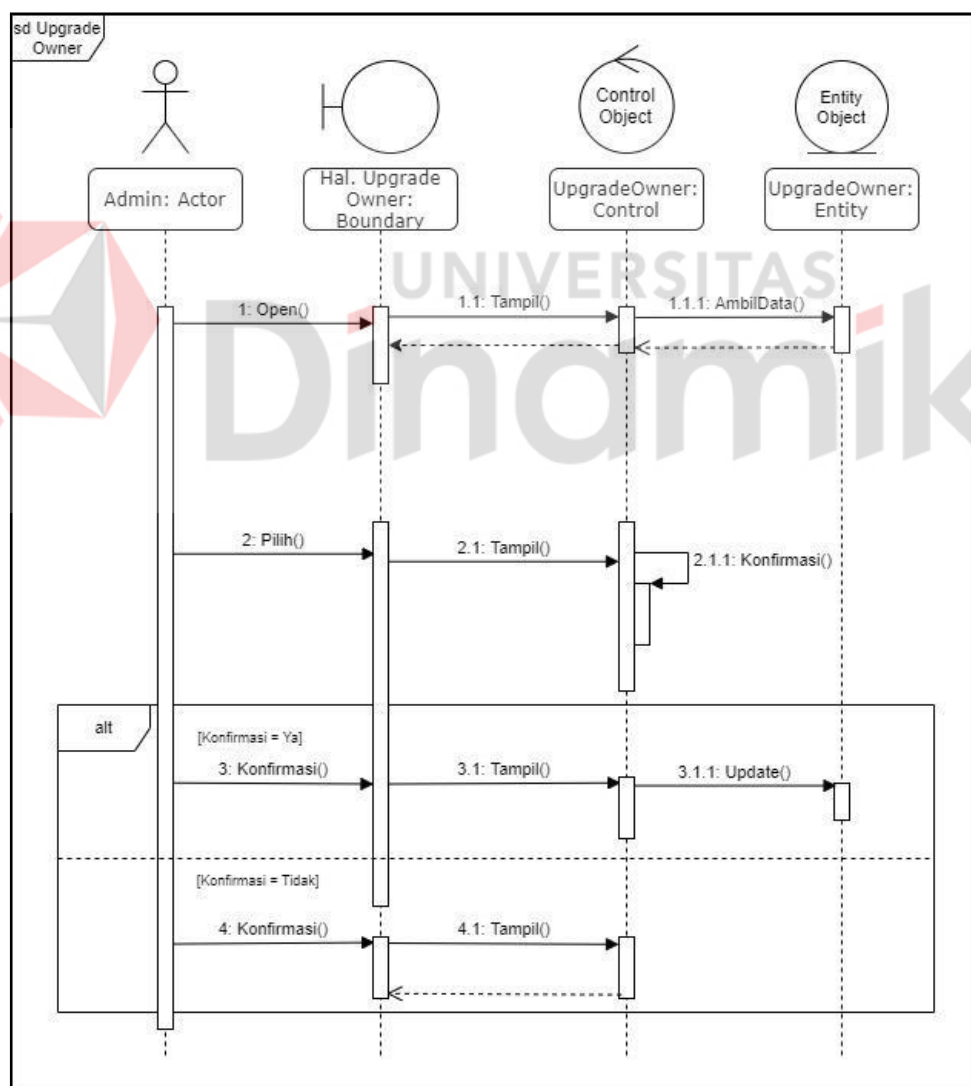 sd Upgrade
Owner
Control
Object
Entity
Object
Admin: Actor
Hal. Upgrade
Owner:
Boundary
UpgradeOwner:
Control
UpgradeOwner:
Entity
UNIVERSITAS
Dinamik
1: Open()
1.1: Tampil()
1.1.1: AmbilData()
2: Pilih()
2.1: Tampil()
2.1.1: Konfirmasi()
alt
[Konfirmasi = Ya]
3: Konfirmasi()
3.1: Tampil()
3.1.1: Update()
[Konfirmasi = Tidak]
4: Konfirmasi()
4.1: Tampil()